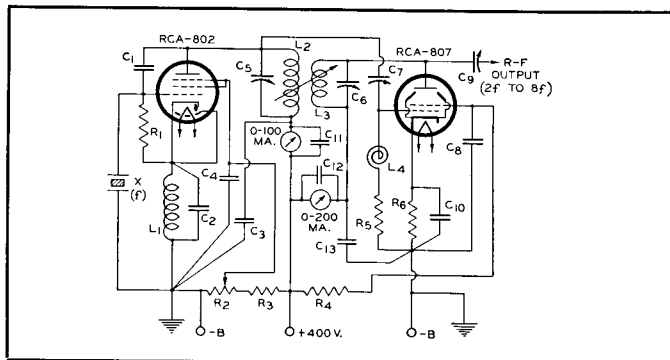 RCA-802
RCA-807
C1
L2
C5
C7
C9
R-F
OUTPUT
(2f TO 8f)
C6
L3
R1
0-100
MA.
C11
L4
C8
X
(f)
C4
C12
C2
L1
C3
0-200
MA.
R5
R6
C10
C13
R2
R3
R4
-B
+400 V.
-B